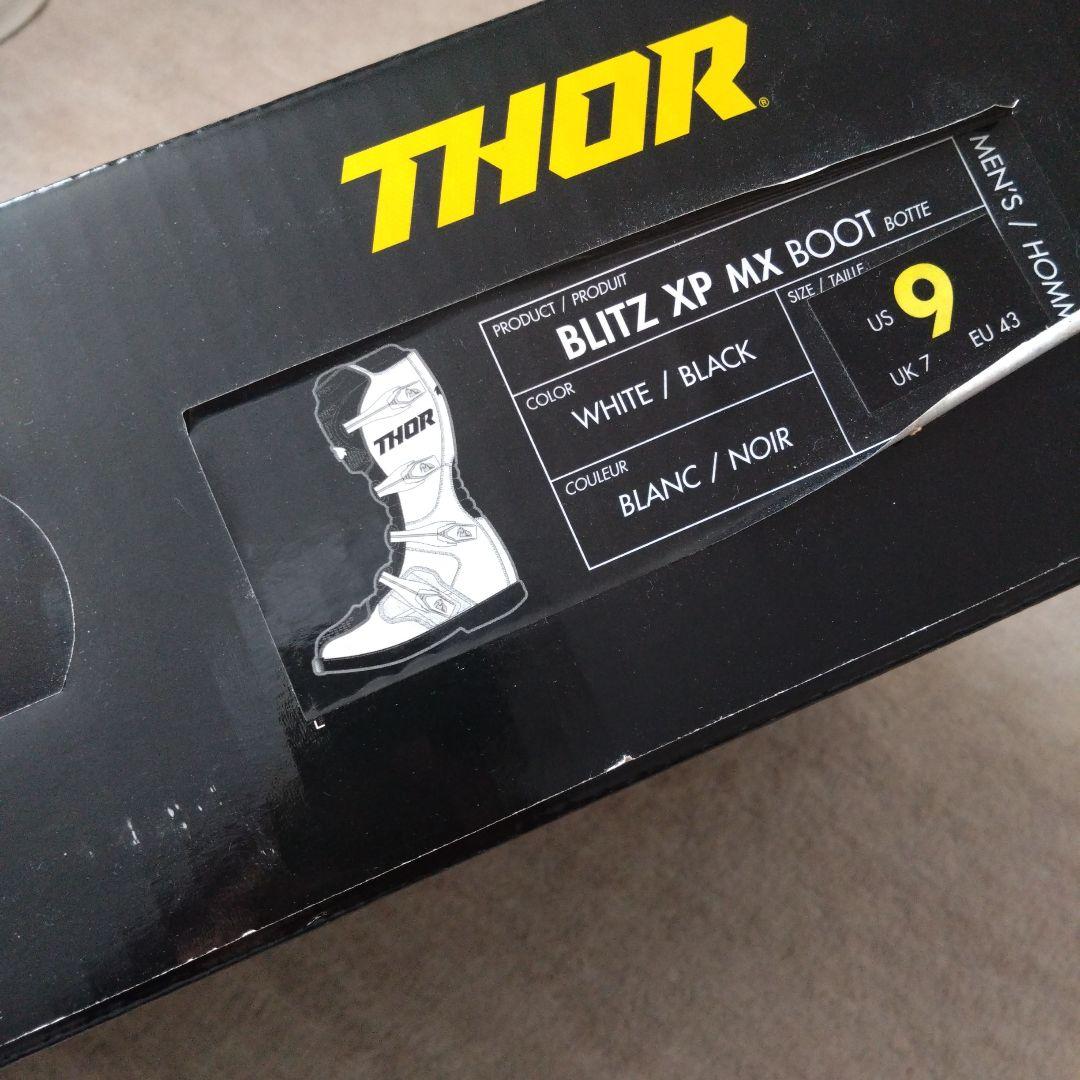 THOR®
MEN'S / HOMM
PRODUCT / PRODUIT
BLITZ XP MX BOOT BOTTE
COLOR
WHITE / BLACK
COULEUR
BLANC / NOIR
SIZE / TAILLE
US 9
UK 7 EU 43
THOR